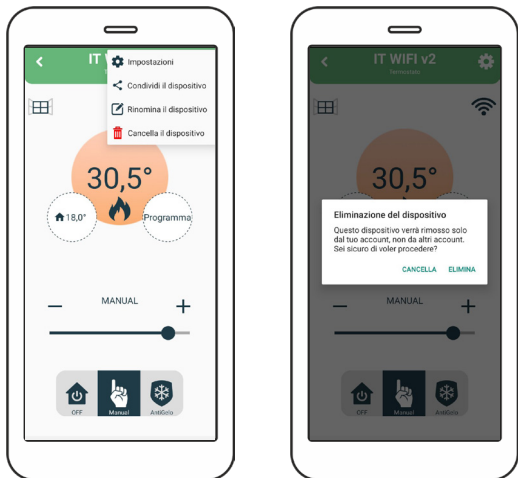 IT
Impostazioni
Condividi il dispositivo
Rinomina il dispositivo
Cancella il dispositivo
30,5°
18,0°
Programma
MANUAL
OFF
Manual
AntiGelo
IT WIFI v2
Termostato
30,5°
Eliminazione del dispositivo
Questo dispositivo verrà rimosso solo
dal tuo account, non da altri account.
Sei sicuro di voler procedere?
CANCELLA ELIMINA
MANUAL
OFF
Manual
AntiGelo